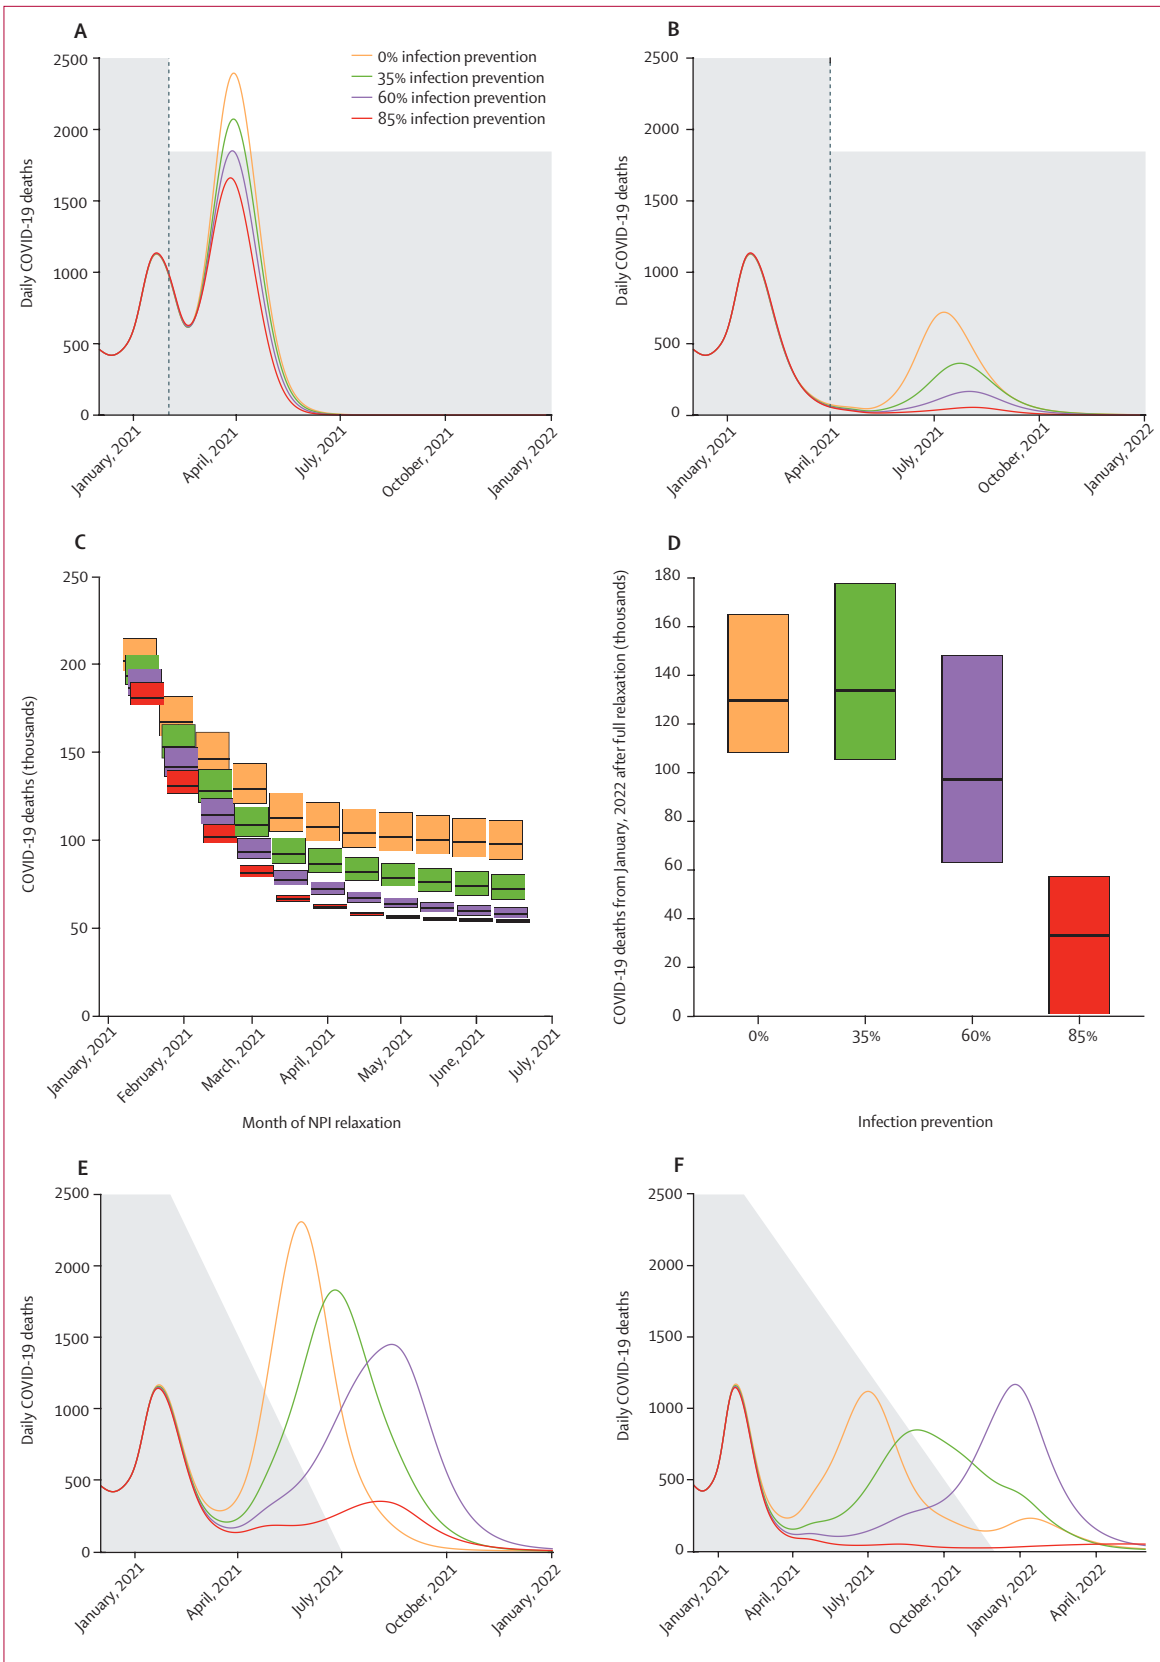 A
Daily COVID-19 deaths
2500
2000
1500
1000
500
0
January, 2021
April, 2021
July, 2021
October, 2021
January, 2022
0% infection prevention
35% infection prevention
60% infection prevention
85% infection prevention
B
Daily COVID-19 deaths
2500
2000
1500
1000
500
0
January, 2021
April, 2021
July, 2021
October, 2021
January, 2022
C
COVID-19 deaths (thousands)
250
200
150
100
50
0
January, 2021
February, 2021
March, 2021
April, 2021
May, 2021
June, 2021
July, 2021
Month of NPI relaxation
D
COVID-19 deaths from January, 2022 after full relaxation (thousands)
180
160
140
120
100
80
60
40
20
0
0%
35%
60%
85%
Infection prevention
E
Daily COVID-19 deaths
2500
2000
1500
1000
500
0
January, 2021
April, 2021
July, 2021
October, 2021
January, 2022
F
Daily COVID-19 deaths
2500
2000
1500
1000
500
0
January, 2021
April, 2021
July, 2021
October, 2021
January, 2022
April, 2022